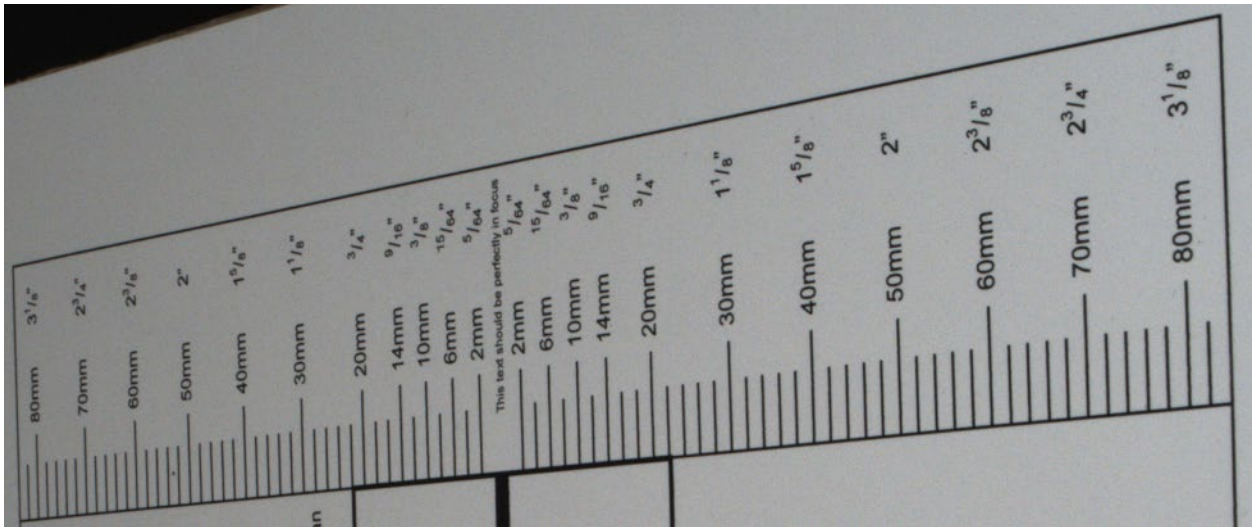 3 1/8" 2 3/4" 2 3/8" 2" 1 5/8" 1 1/8" 3/4" 9/16" 3/8" 15/64" 5/64"
80mm 70mm 60mm 50mm 40mm 30mm 20mm 14mm 10mm 6mm 2mm
This text should be perfectly in focus
5/64" 15/64" 3/8" 9/16" 3/4" 1 1/8" 1 5/8" 2" 2 3/8" 2 3/4" 3 1/8"
2mm 6mm 10mm 14mm 20mm 30mm 40mm 50mm 60mm 70mm 80mm